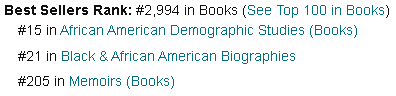 Best Sellers Rank: #2,994 in Books (See Top 100 in Books)
#15 in African American Demographic Studies (Books)
#21 in Black & African American Biographies
#205 in Memoirs (Books)